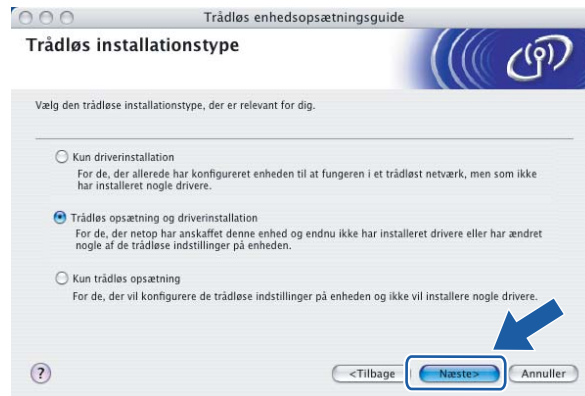 Trådløs enhedsopsætningsguide
Trådløs installationstype
Vælg den trådløse installationstype, der er relevant for dig.
Kun driverinstallation
For de, der allerede har konfigureret enheden til at fungeren i et trådløst netværk, men som ikke
har installeret nogle drivere.
Trådløs opsætning og driverinstallation
For de, der netop har anskaffet denne enhed og endnu ikke har installeret drivere eller har ændret
nogle af de trådløse indstillinger på enheden.
Kun trådløs opsætning
For de, der vil konfigurere de trådløse indstillinger på enheden og ikke vil installere nogle drivere.
? <Tilbage Næste> Annuller